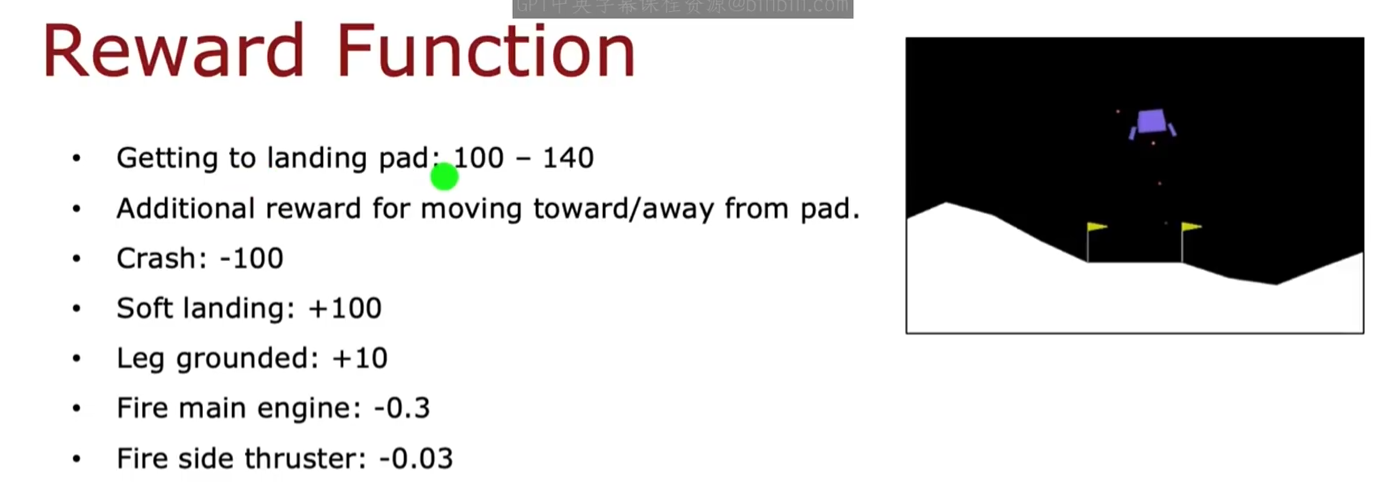 GPT中英字幕课程资源@bilibili.com
Reward Function
• Getting to landing pad: 100 – 140
• Additional reward for moving toward/away from pad.
• Crash: -100
• Soft landing: +100
• Leg grounded: +10
• Fire main engine: -0.3
• Fire side thruster: -0.03